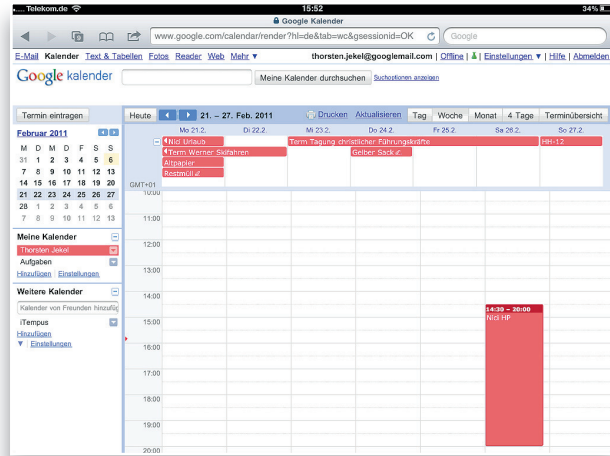 Telekom.de 15:52 34%
Google Kalender
www.google.com/calendar/render?hl=de&tab=wc&gsessionid=OK Google
E-Mail Kalender Text & Tabellen Fotos Reader Web Mehr ▼ thorsten.jekel@googlemail.com | Offline | Einstellungen ▼ | Hilfe | Abmelden
Google kalender Meine Kalender durchsuchen Suchoptionen anzeigen
Termin eintragen Heute 21. – 27. Feb. 2011 Drucken Aktualisieren Tag Woche Monat 4 Tage Terminübersicht
Februar 2011
M D M D F S S
31 1 2 3 4 5 6
7 8 9 10 11 12 13
14 15 16 17 18 19 20
21 22 23 24 25 26 27
28 1 2 3 4 5 6
7 8 9 10 11 12 13
Meine Kalender
Thorsten Jekel
Aufgaben
Hinzufügen Einstellungen
Weitere Kalender
Kalender von Freunden hinzufüg
iTempus
Hinzufügen
▼ | Einstellungen
Mo 21.2. Di 22.2. Mi 23.2. Do 24.2. Fr 25.2. Sa 26.2. So 27.2.
Nici Urlaub Term Tagung christlicher Führungskräfte HH-12
Term Werner Skifahren Gelber Sack
Altpapier
Restmüll
GMT+01
10:00
11:00
12:00
13:00
14:00
14:30 – 20:00
Nici HP
15:00
16:00
17:00
18:00
19:00
20:00